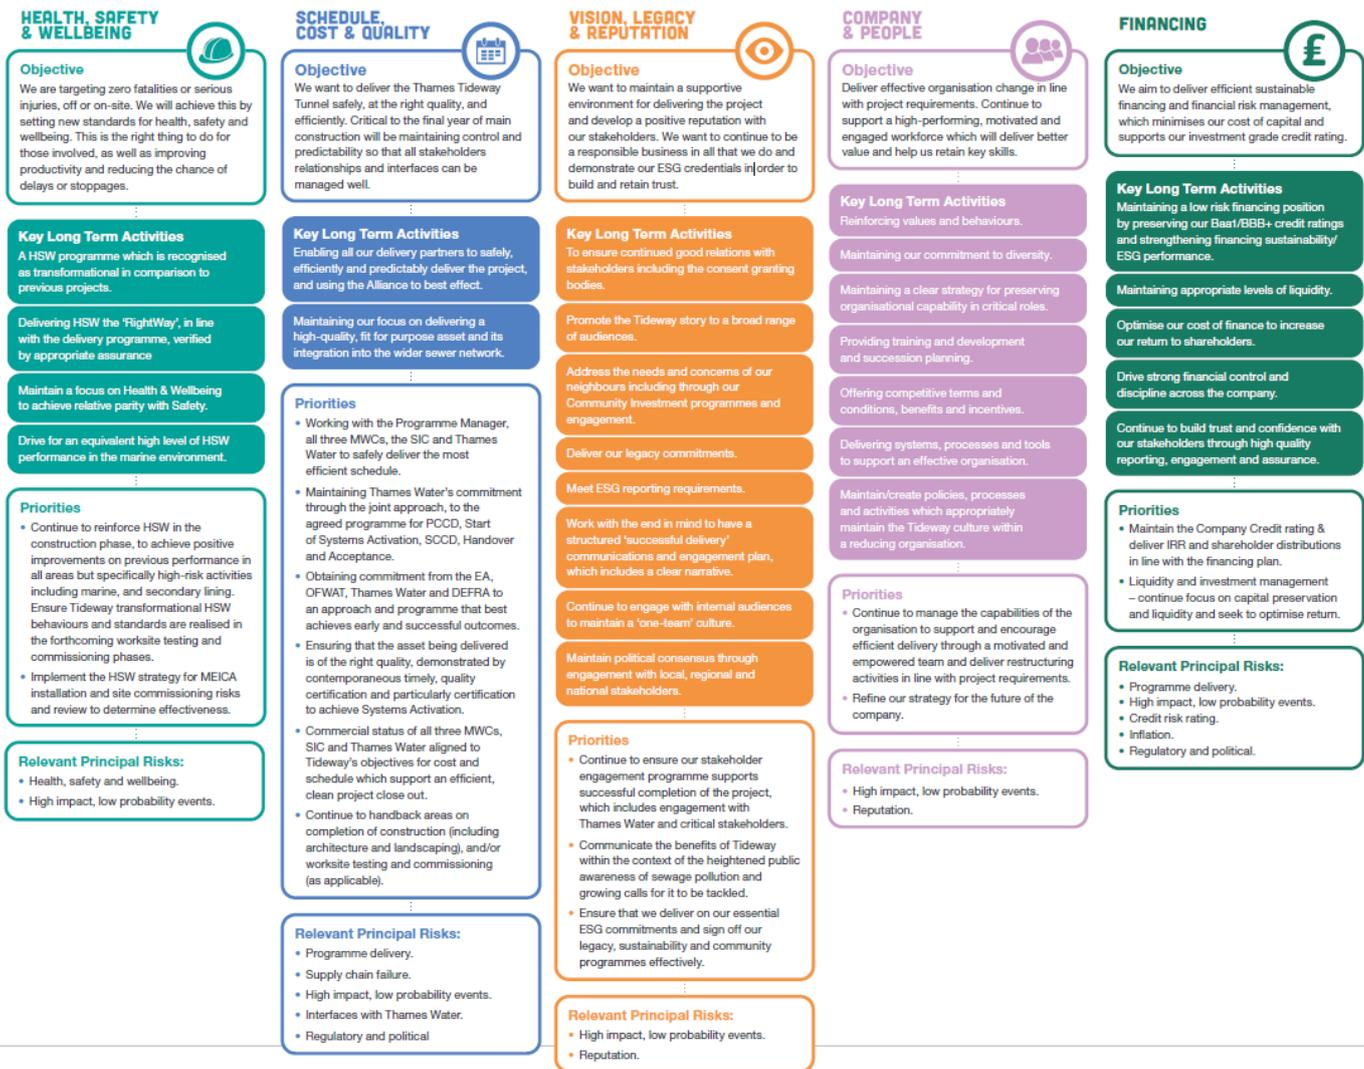 HEALTH, SAFETY
& WELLBEING
Objective
We are targeting zero fatalities or serious
injuries, off or on-site. We will achieve this by
setting new standards for health, safety and
wellbeing. This is the right thing to do for
those involved, as well as improving
productivity and reducing the chance of
delays or stoppages.
Key Long Term Activities
A HSW programme which is recognised
as transformational in comparison to
previous projects.
Delivering HSW the ‘RightWay’, in line
with the delivery programme, verified
by appropriate assurance
Maintain a focus on Health & Wellbeing
to achieve relative parity with Safety.
Drive for an equivalent high level of HSW
performance in the marine environment.
Priorities
• Continue to reinforce HSW in the
construction phase, to achieve positive
improvements on previous performance in
all areas but specifically high-risk activities
including marine, and secondary lining.
Ensure Tideway transformational HSW
behaviours and standards are realised in
the forthcoming worksite testing and
commissioning phases.
• Implement the HSW strategy for MEICA
installation and site commissioning risks
and review to determine effectiveness.
Relevant Principal Risks:
• Health, safety and wellbeing.
• High impact, low probability events.
SCHEDULE,
COST & QUALITY
Objective
We want to deliver the Thames Tideway
Tunnel safely, at the right quality, and
efficiently. Critical to the final year of main
construction will be maintaining control and
predictability so that all stakeholders
relationships and interfaces can be
managed well.
Key Long Term Activities
Enabling all our delivery partners to safely,
efficiently and predictably deliver the project,
and using the Alliance to best effect.
Maintaining our focus on delivering a
high-quality, fit for purpose asset and its
integration into the wider sewer network.
Priorities
• Working with the Programme Manager,
all three MWCs, the SIC and Thames
Water to safely deliver the most
efficient schedule.
• Maintaining Thames Water’s commitment
through the joint approach, to the
agreed programme for PCCD, Start
of Systems Activation, SCCD, Handover
and Acceptance.
• Obtaining commitment from the EA,
OFWAT, Thames Water and DEFRA to
an approach and programme that best
achieves early and successful outcomes.
• Ensuring that the asset being delivered
is of the right quality, demonstrated by
contemporaneous timely, quality
certification and particularly certification
to achieve Systems Activation.
• Commercial status of all three MWCs,
SIC and Thames Water aligned to
Tideway’s objectives for cost and
schedule which support an efficient,
clean project close out.
• Continue to handback areas on
completion of construction (including
architecture and landscaping), and/or
worksite testing and commissioning
(as applicable).
Relevant Principal Risks:
• Programme delivery.
• Supply chain failure.
• High impact, low probability events.
• Interfaces with Thames Water.
• Regulatory and political
VISION, LEGACY
& REPUTATION
Objective
We want to maintain a supportive
environment for delivering the project
and develop a positive reputation with
our stakeholders. We want to continue to be
a responsible business in all that we do and
demonstrate our ESG credentials in order to
build and retain trust.
Key Long Term Activities
To ensure continued good relations with
stakeholders including the consent granting
bodies.
Promote the Tideway story to a broad range
of audiences.
Address the needs and concerns of our
neighbours including through our
Community Investment programmes and
engagement.
Deliver our legacy commitments.
Meet ESG reporting requirements.
Work with the end in mind to have a
structured ‘successful delivery’
communications and engagement plan,
which includes a clear narrative.
Continue to engage with internal audiences
to maintain a ‘one-team’ culture.
Maintain political consensus through
engagement with local, regional and
national stakeholders.
Priorities
• Continue to ensure our stakeholder
engagement programme supports
successful completion of the project,
which includes engagement with
Thames Water and critical stakeholders.
• Communicate the benefits of Tideway
within the context of the heightened public
awareness of sewage pollution and
growing calls for it to be tackled.
• Ensure that we deliver on our essential
ESG commitments and sign off our
legacy, sustainability and community
programmes effectively.
Relevant Principal Risks:
• High impact, low probability events.
• Reputation.
COMPANY
& PEOPLE
Objective
Deliver effective organisation change in line
with project requirements. Continue to
support a high-performing, motivated and
engaged workforce which will deliver better
value and help us retain key skills.
Key Long Term Activities
Reinforcing values and behaviours.
Maintaining our commitment to diversity.
Maintaining a clear strategy for preserving
organisational capability in critical roles.
Providing training and development
and succession planning.
Offering competitive terms and
conditions, benefits and incentives.
Delivering systems, processes and tools
to support an effective organisation.
Maintain/create policies, processes
and activities which appropriately
maintain the Tideway culture within
a reducing organisation.
Priorities
• Continue to manage the capabilities of the
organisation to support and encourage
efficient delivery through a motivated and
empowered team and deliver restructuring
activities in line with project requirements.
• Refine our strategy for the future of the
company.
Relevant Principal Risks:
• High impact, low probability events.
• Reputation.
FINANCING
£
Objective
We aim to deliver efficient sustainable
financing and financial risk management,
which minimises our cost of capital and
supports our investment grade credit rating.
Key Long Term Activities
Maintaining a low risk financing position
by preserving our Baa1/BBB+ credit ratings
and strengthening financing sustainability/
ESG performance.
Maintaining appropriate levels of liquidity.
Optimise our cost of finance to increase
our return to shareholders.
Drive strong financial control and
discipline across the company.
Continue to build trust and confidence with
our stakeholders through high quality
reporting, engagement and assurance.
Priorities
• Maintain the Company Credit rating &
deliver IRR and shareholder distributions
in line with the financing plan.
• Liquidity and investment management
– continue focus on capital preservation
and liquidity and seek to optimise return.
Relevant Principal Risks:
• Programme delivery.
• High impact, low probability events.
• Credit risk rating.
• Inflation.
• Regulatory and political.